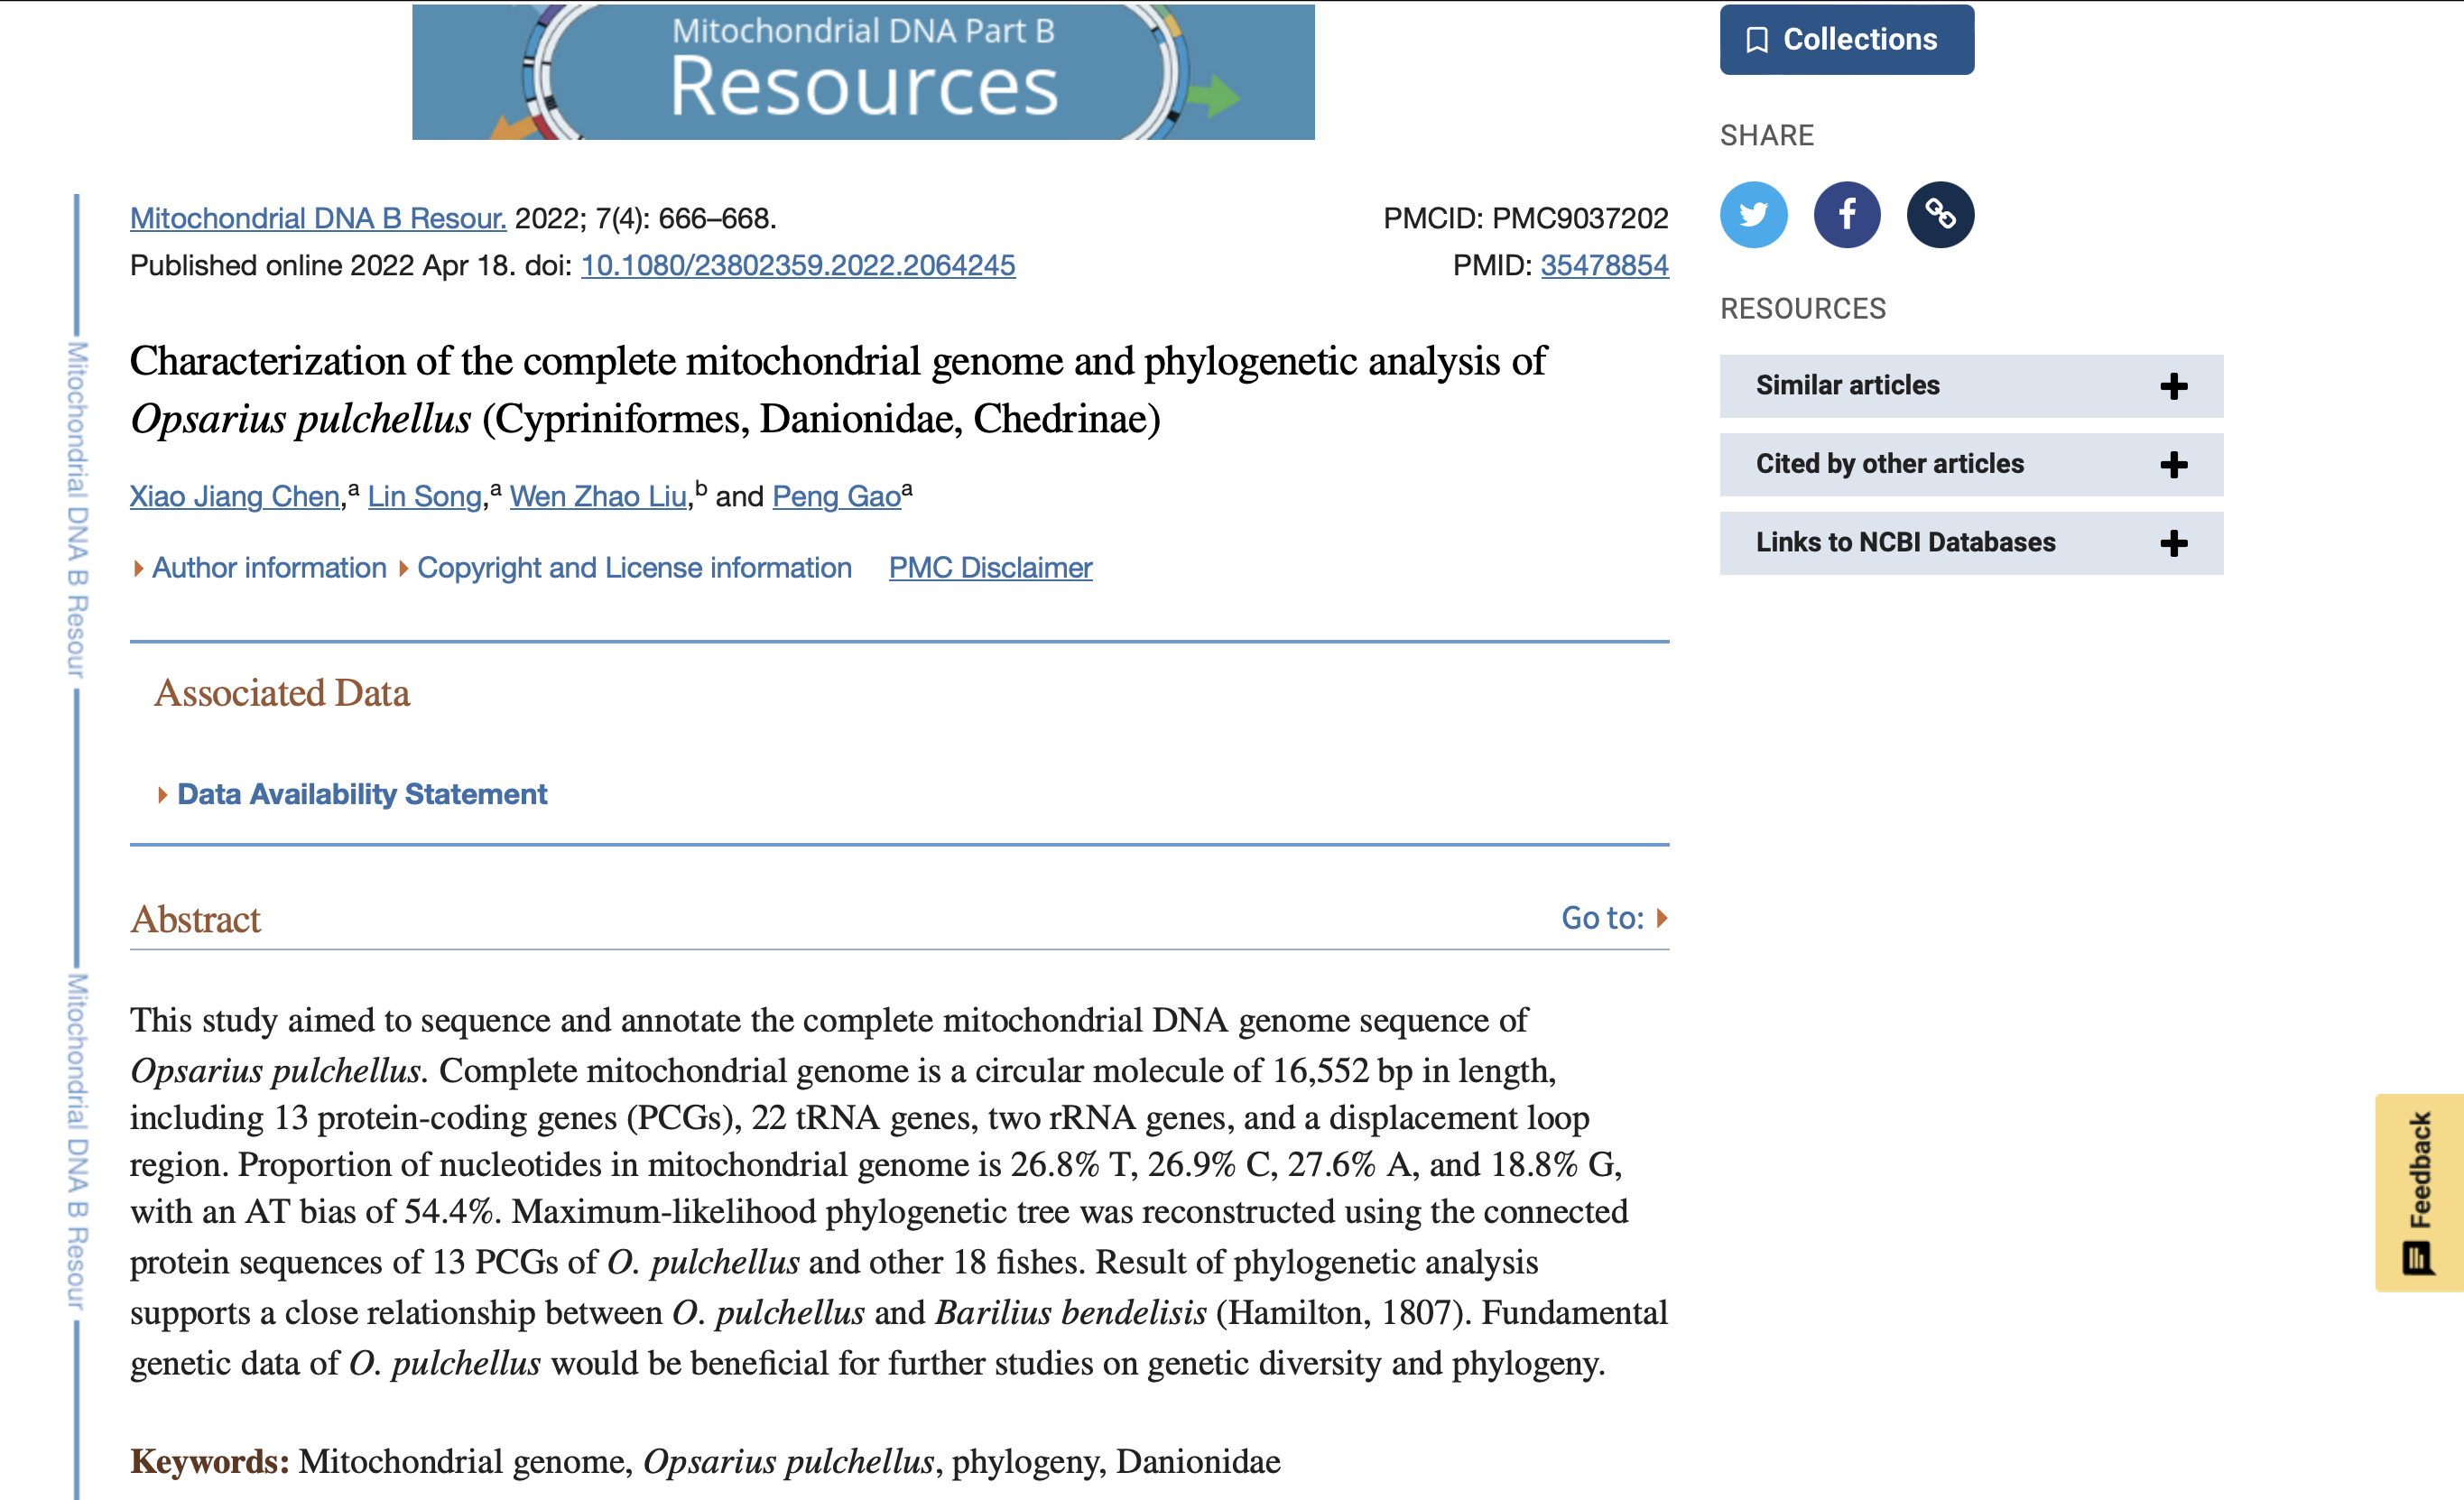 Mitochondrial DNA Part B
Resources
Collections
SHARE
Mitochondrial DNA B Resour. 2022; 7(4): 666–668.
PMCID: PMC9037202
Published online 2022 Apr 18. doi: 10.1080/23802359.2022.2064245
PMID: 35478854
RESOURCES
Characterization of the complete mitochondrial genome and phylogenetic analysis of
Opsarius pulchellus (Cypriniformes, Danionidae, Chedrinae)
Similar articles
Cited by other articles
Links to NCBI Databases
Xiao Jiang Chen,a Lin Song,a Wen Zhao Liu,b and Peng Gaoa
Author information Copyright and License information PMC Disclaimer
Mitochondrial DNA B Resour
Associated Data
Data Availability Statement
Abstract
Go to:
This study aimed to sequence and annotate the complete mitochondrial DNA genome sequence of
Opsarius pulchellus. Complete mitochondrial genome is a circular molecule of 16,552 bp in length,
including 13 protein-coding genes (PCGs), 22 tRNA genes, two rRNA genes, and a displacement loop
region. Proportion of nucleotides in mitochondrial genome is 26.8% T, 26.9% C, 27.6% A, and 18.8% G,
with an AT bias of 54.4%. Maximum-likelihood phylogenetic tree was reconstructed using the connected
protein sequences of 13 PCGs of O. pulchellus and other 18 fishes. Result of phylogenetic analysis
supports a close relationship between O. pulchellus and Barilius bendelisis (Hamilton, 1807). Fundamental
genetic data of O. pulchellus would be beneficial for further studies on genetic diversity and phylogeny.
Keywords: Mitochondrial genome, Opsarius pulchellus, phylogeny, Danionidae
Mitochondrial DNA B Resour
Feedback